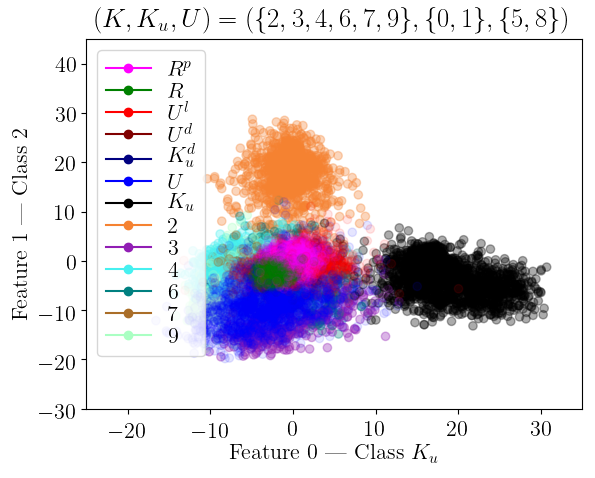 (K, K_u, U) = ({2, 3, 4, 6, 7, 9}, {0, 1}, {5, 8})
40
30
20
10
0
−10
−20
−30
Feature 1 — Class 2
R^p
R
U^l
U^d
K_u^d
U
K_u
2
3
4
6
7
9
−20
−10
0
10
20
30
Feature 0 — Class K_u